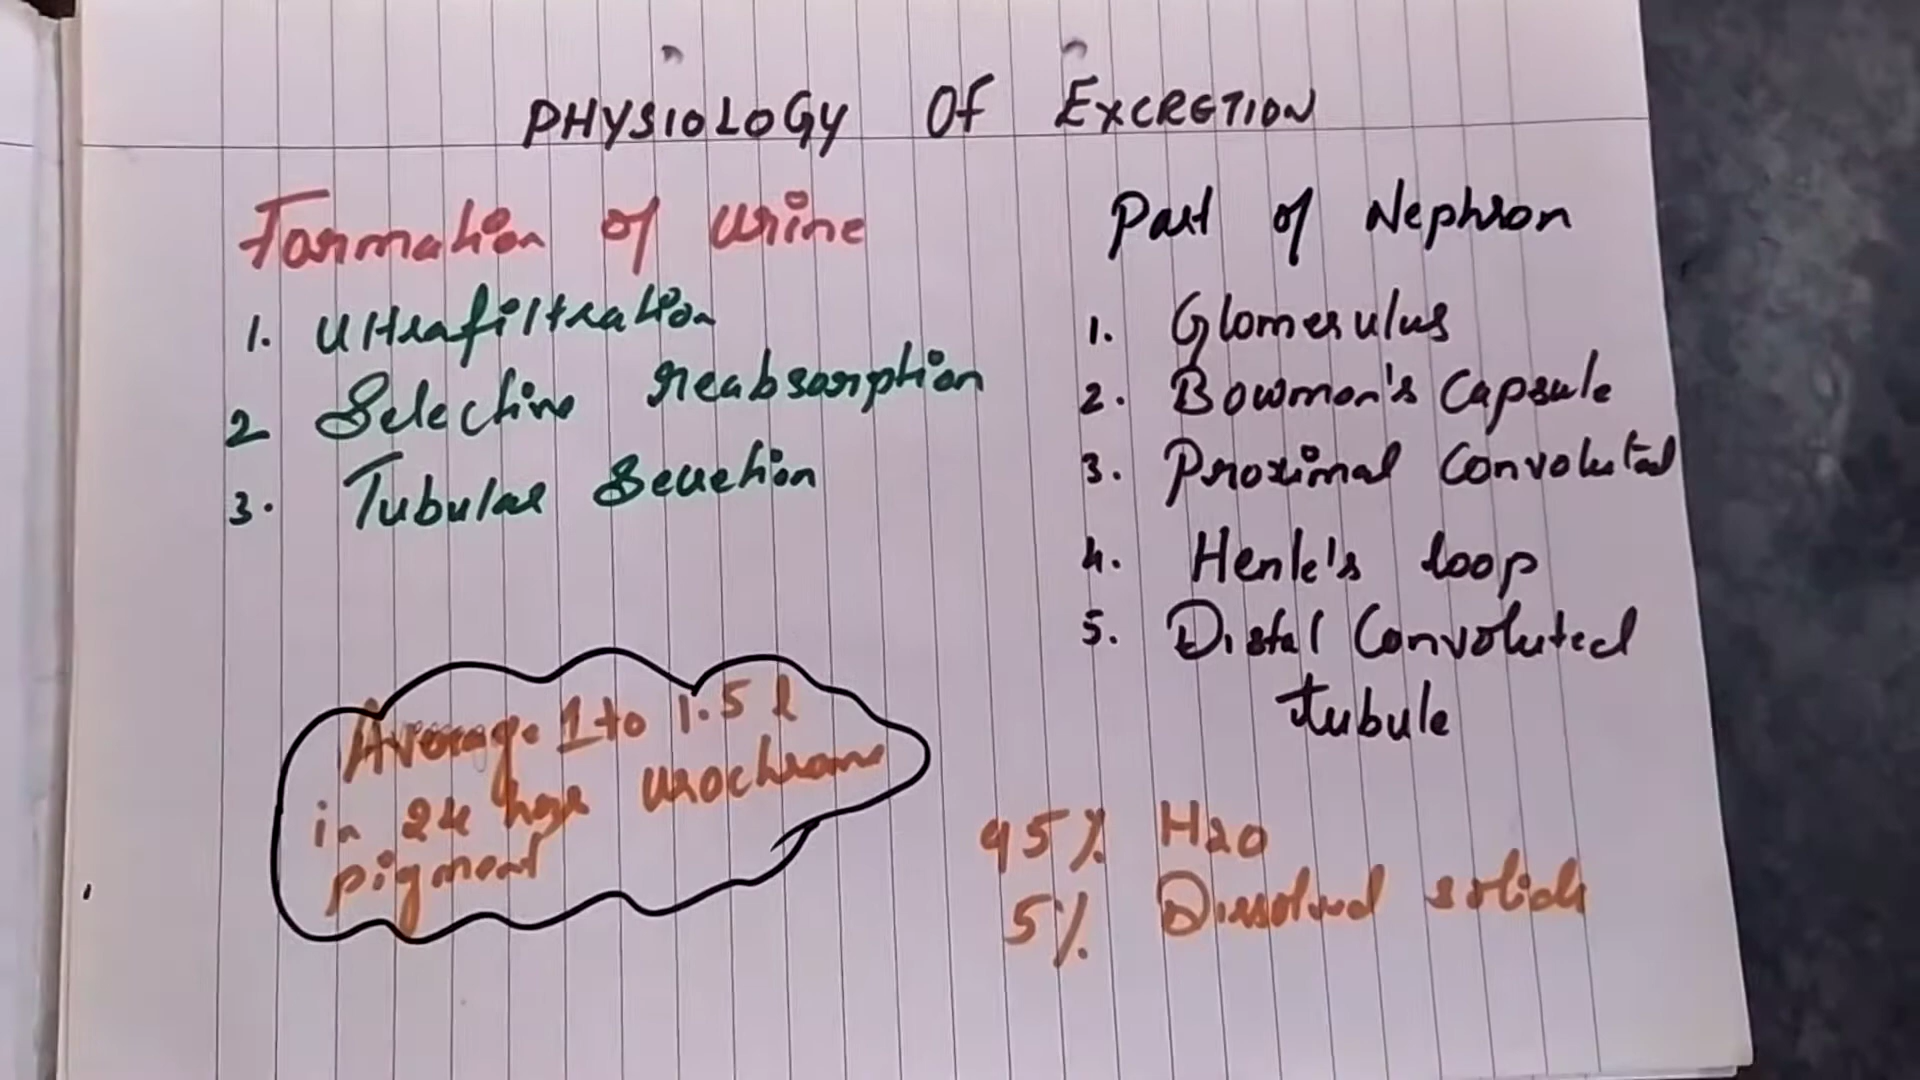 PHYSIOLOGY OF EXCRETION
Formation of urine
1. Ultrafiltration
2 Selective reabsorption
3. Tubular Secretion
Average 1 to 1.5 l
in 24 hour urochrome
pigment
Part of Nephron
1. Glomerulus
2. Bowmon's Capsule
3. Proximal Convoluted
4. Henle's loop
5. Distal Convoluted
tubule
95% H2O
5% Dissolved solids